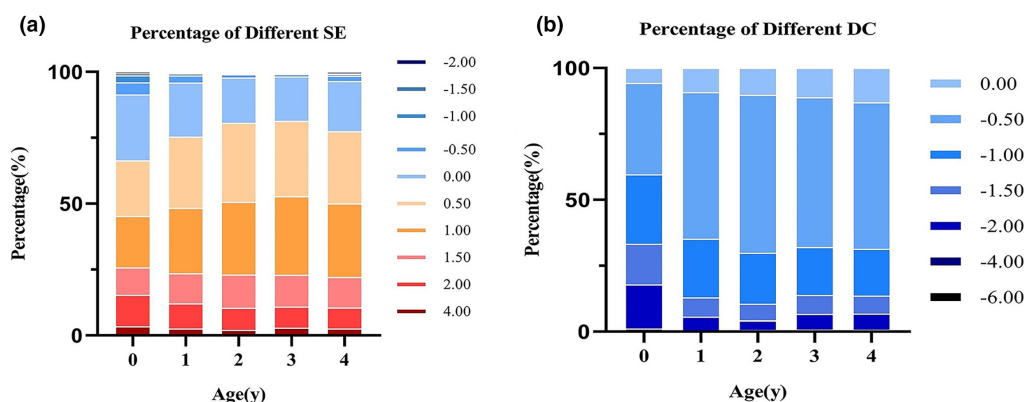 (a)
Percentage of Different SE
Percentage(%)
100
50
0
0 1 2 3 4
Age(y)
-2.00
-1.50
-1.00
-0.50
0.00
0.50
1.00
1.50
2.00
4.00
(b)
Percentage of Different DC
Percentage(%)
100
50
0
0 1 2 3 4
Age(y)
0.00
-0.50
-1.00
-1.50
-2.00
-4.00
-6.00